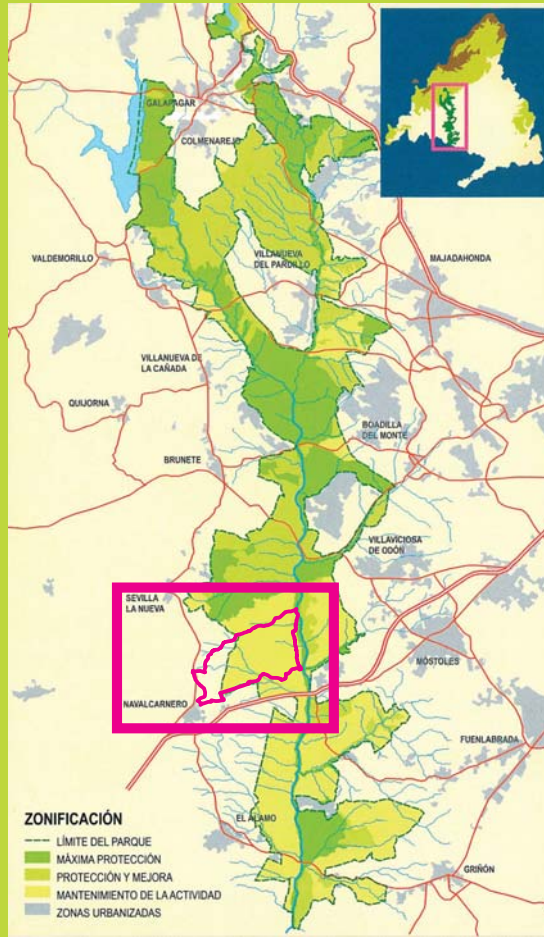 GALAPAGAR
COLMENAREJO
VALDEMORILLO
VILLANUEVA
DEL PARDILLO
MAJADAHONDA
VILLANUEVA DE
LA CAÑADA
QUIJORNA
BOADILLA
DEL MONTE
BRUNETE
VILLAVICIOSA
DE ODÓN
SEVILLA
LA NUEVA
MÓSTOLES
NAVALCARNERO
FUENLABRADA
EL ÁLAMO
GRIÑÓN
ZONIFICACIÓN
LÍMITE DEL PARQUE
MÁXIMA PROTECCIÓN
PROTECCIÓN Y MEJORA
MANTENIMIENTO DE LA ACTIVIDAD
ZONAS URBANIZADAS